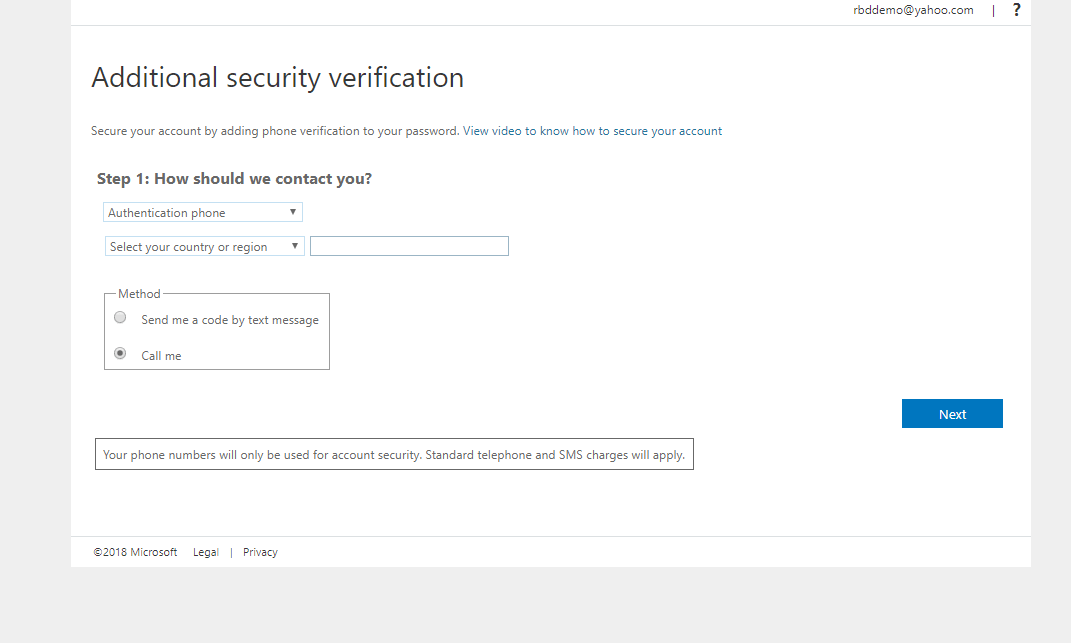 rbddemo@yahoo.com | ?
Additional security verification
Secure your account by adding phone verification to your password. View video to know how to secure your account
Step 1: How should we contact you?
Authentication phone
Select your country or region
Method
Send me a code by text message
Call me
Next
Your phone numbers will only be used for account security. Standard telephone and SMS charges will apply.
©2018 Microsoft Legal | Privacy